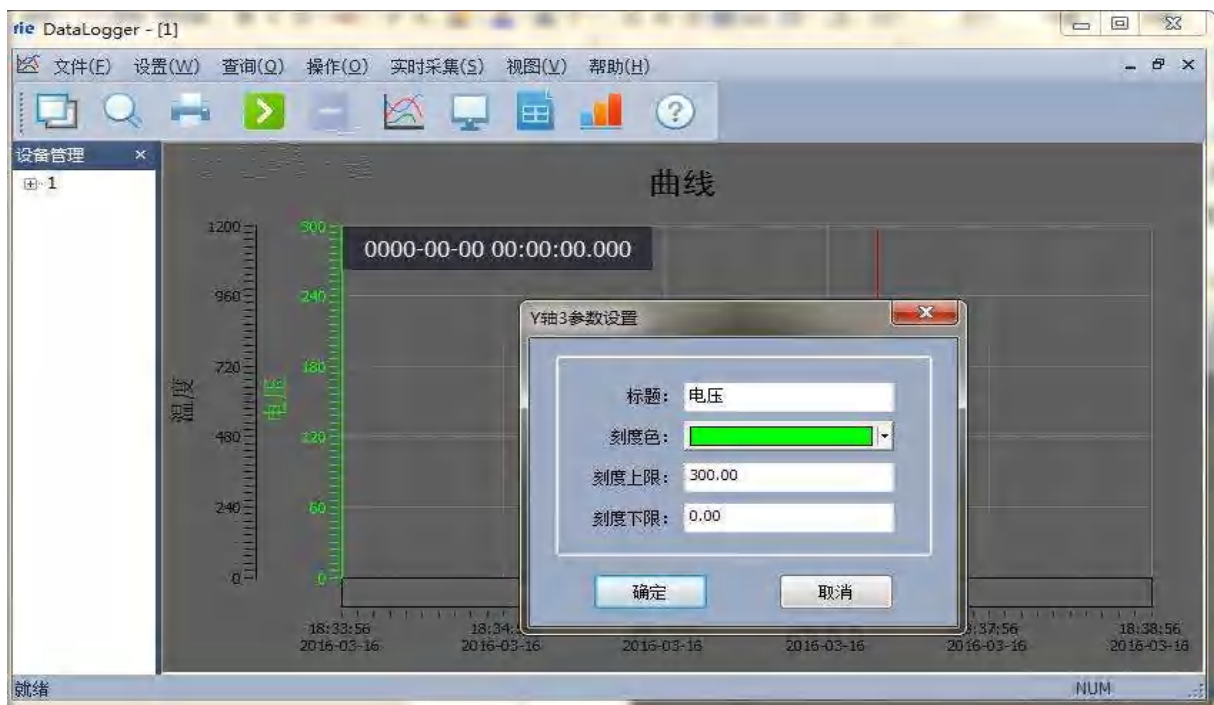 rie DataLogger - [1]
文件(F) 设置(W) 查询(Q) 操作(O) 实时采集(S) 视图(V) 帮助(H)
设备管理
1
曲线
0000-00-00 00:00:00.000
1200
960
720
480
240
0
温度
300
240
180
120
60
0
电压
Y轴3参数设置
标题: 电压
刻度色:
刻度上限: 300.00
刻度下限: 0.00
确定 取消
18:33:56
2016-03-16
18:34:
2016-03-16
2016-03-16
2016-03-16
:37:56
2016-03-16
18:38:56
2016-03-16
就绪 NUM